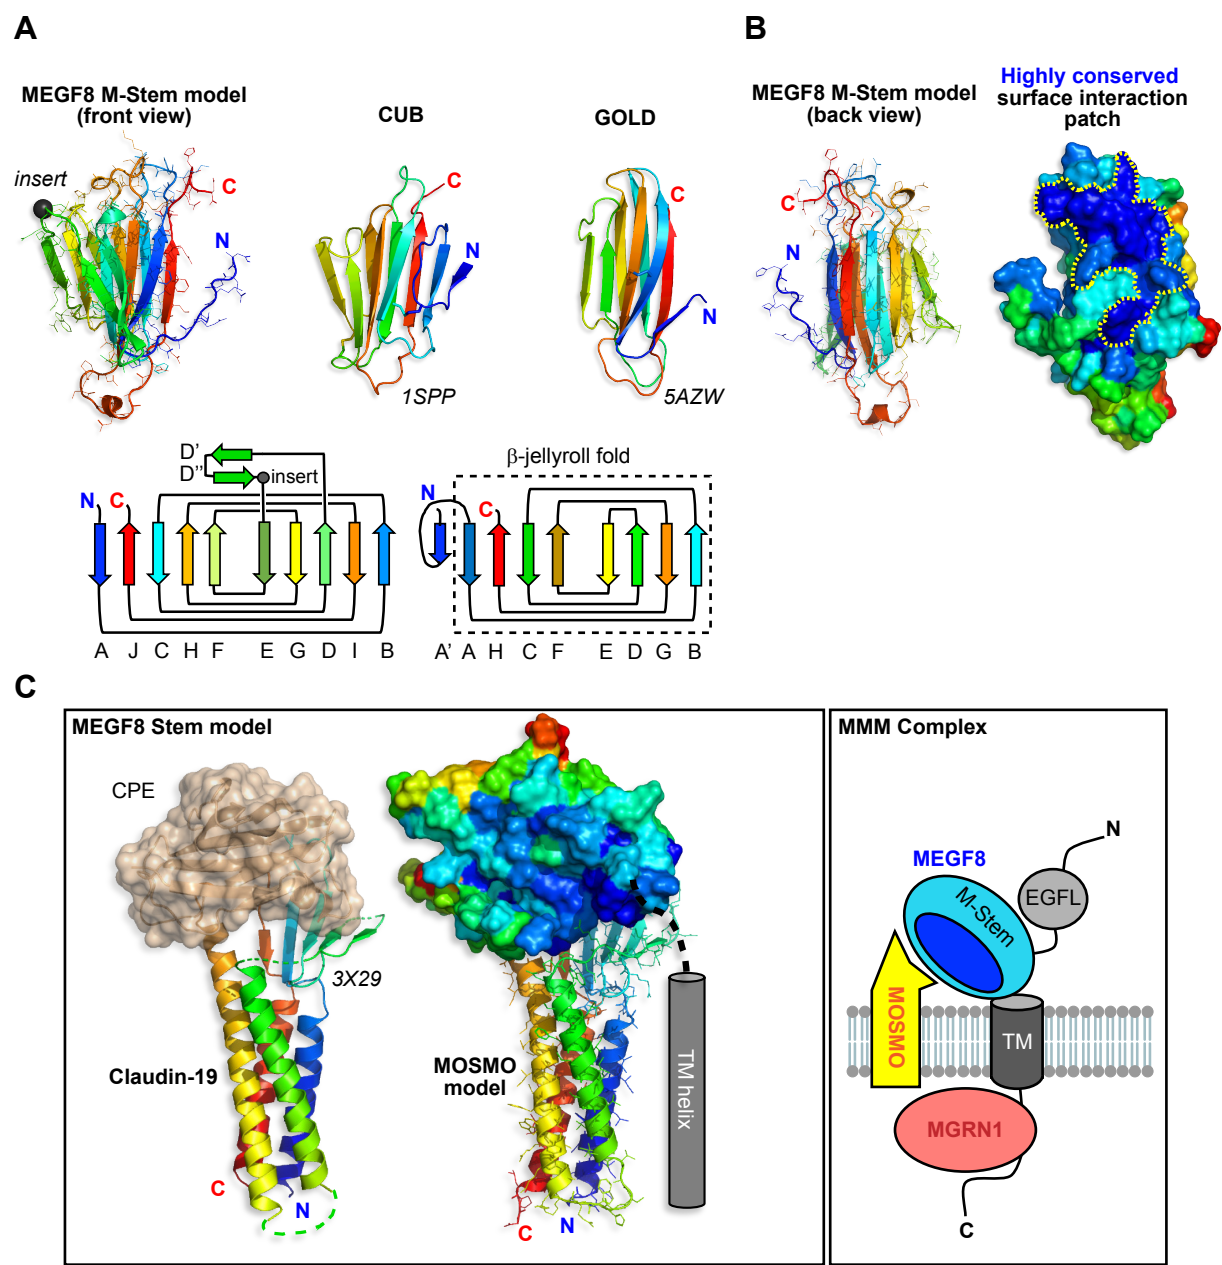 A
B
MEGF8 M-Stem model
(front view)
CUB
GOLD
MEGF8 M-Stem model
(back view)
Highly conserved
surface interaction
patch
insert
C
N
C
N
1SPP
C
N
5AZW
C
N
D'
D''
insert
N
C
A J C H F E G D I B
β-jellyroll fold
N
C
A' A H C F E D G B
C
MEGF8 Stem model
CPE
3X29
Claudin-19
C
N
MOSMO
model
TM helix
C
N
MMM Complex
N
MEGF8
EGFL
M-Stem
MOSMO
TM
MGRN1
C